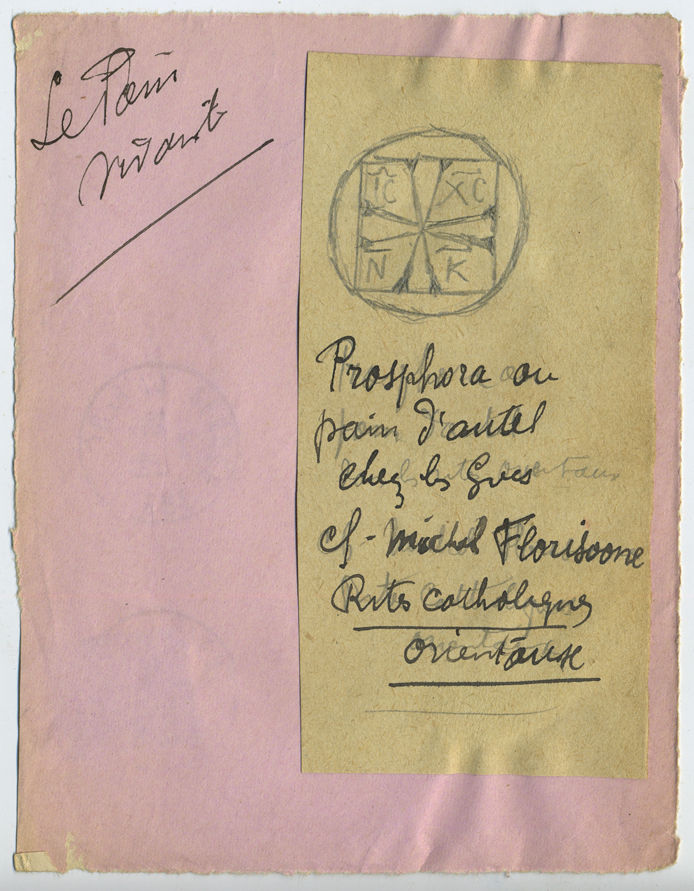 Le Pain
vivant
IC XC
N K
Prosphora ou
pain d'autel
chez les Grecs
cf - Michel Florisoone
Rites catholiques
orientaux